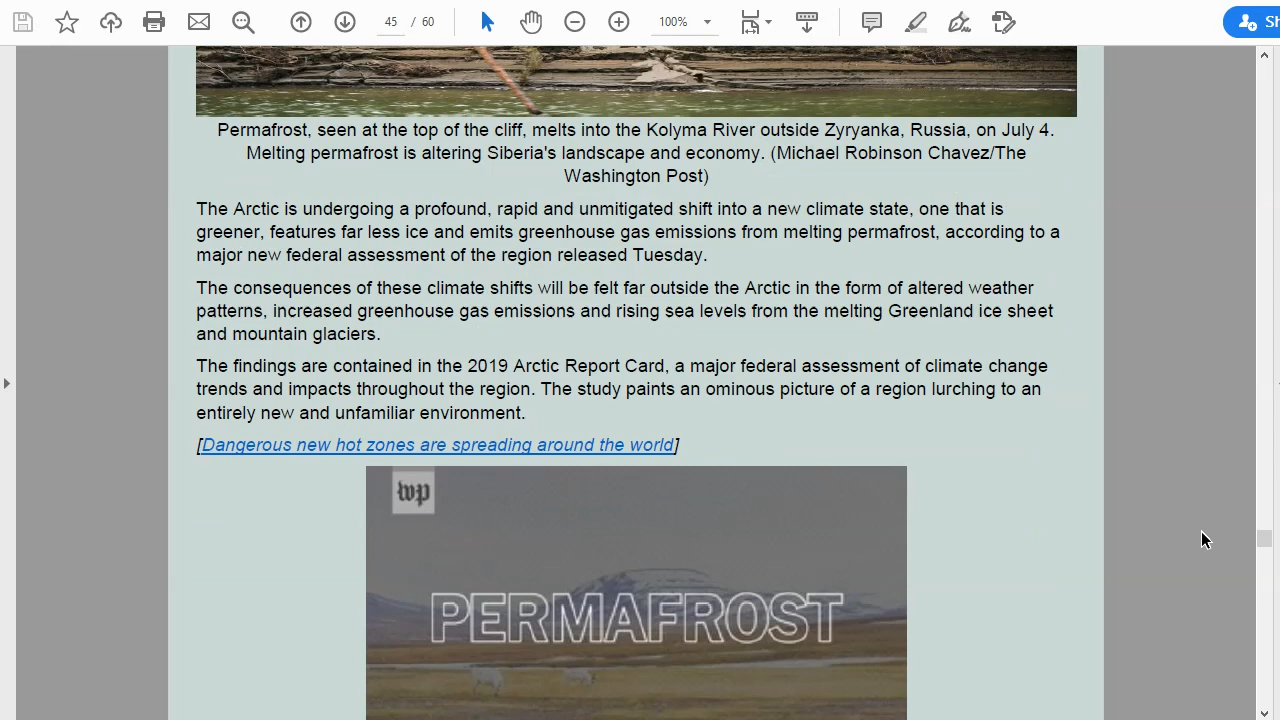 45 / 60
100%
Permafrost, seen at the top of the cliff, melts into the Kolyma River outside Zyryanka, Russia, on July 4.
Melting permafrost is altering Siberia's landscape and economy. (Michael Robinson Chavez/The
Washington Post)
The Arctic is undergoing a profound, rapid and unmitigated shift into a new climate state, one that is
greener, features far less ice and emits greenhouse gas emissions from melting permafrost, according to a
major new federal assessment of the region released Tuesday.
The consequences of these climate shifts will be felt far outside the Arctic in the form of altered weather
patterns, increased greenhouse gas emissions and rising sea levels from the melting Greenland ice sheet
and mountain glaciers.
The findings are contained in the 2019 Arctic Report Card, a major federal assessment of climate change
trends and impacts throughout the region. The study paints an ominous picture of a region lurching to an
entirely new and unfamiliar environment.
[Dangerous new hot zones are spreading around the world]
wp
PERMAFROST